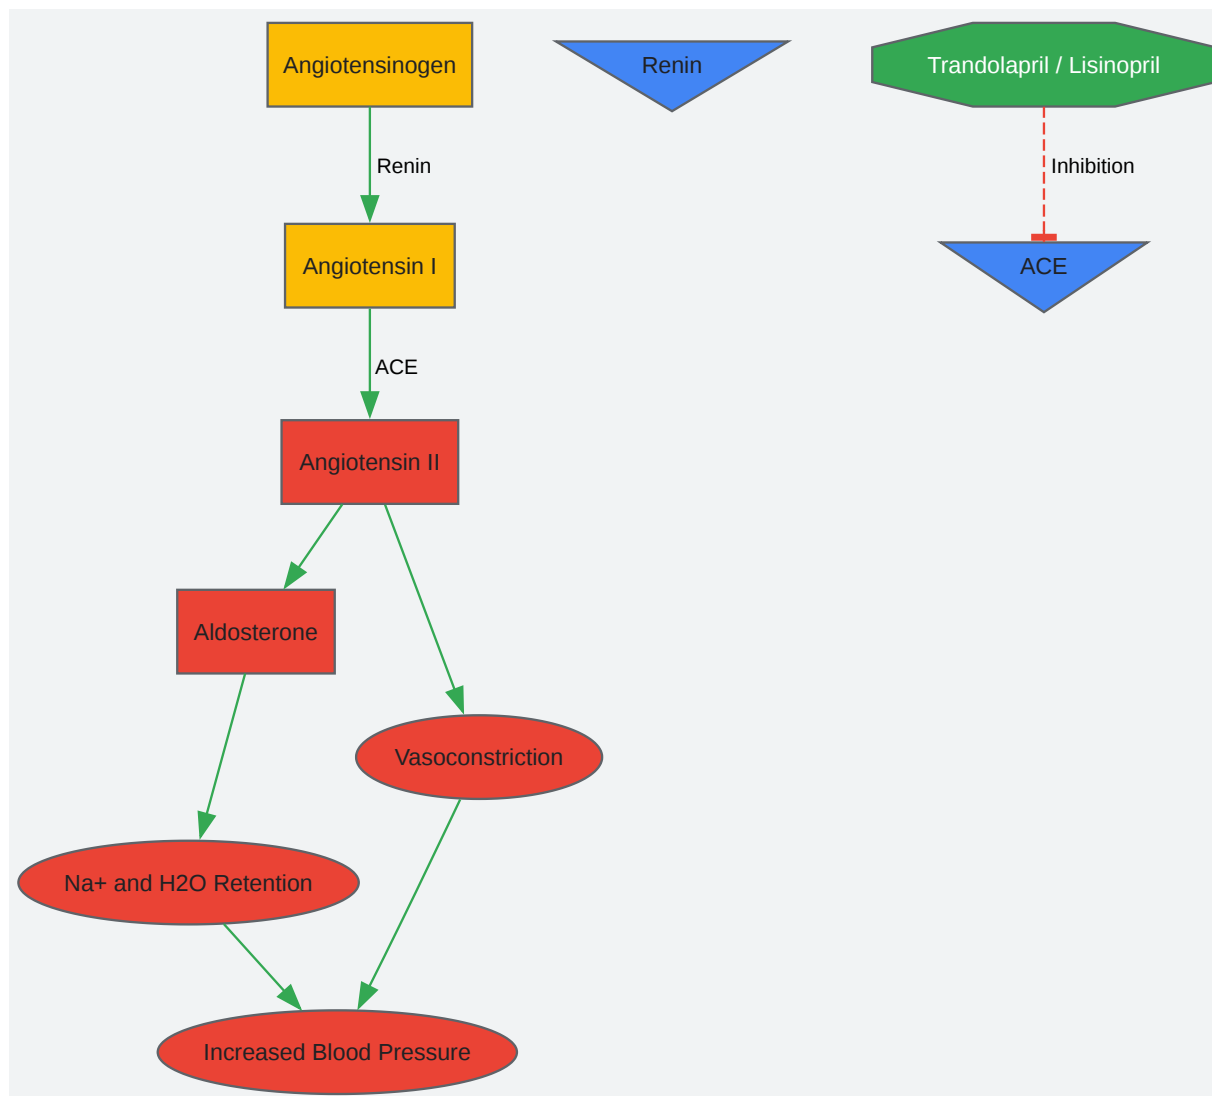 Angiotensinogen
Renin
Trandolapril / Lisinopril
Renin
Inhibition
Angiotensin I
ACE
ACE
Angiotensin II
Aldosterone
Vasoconstriction
Na+ and H2O Retention
Increased Blood Pressure